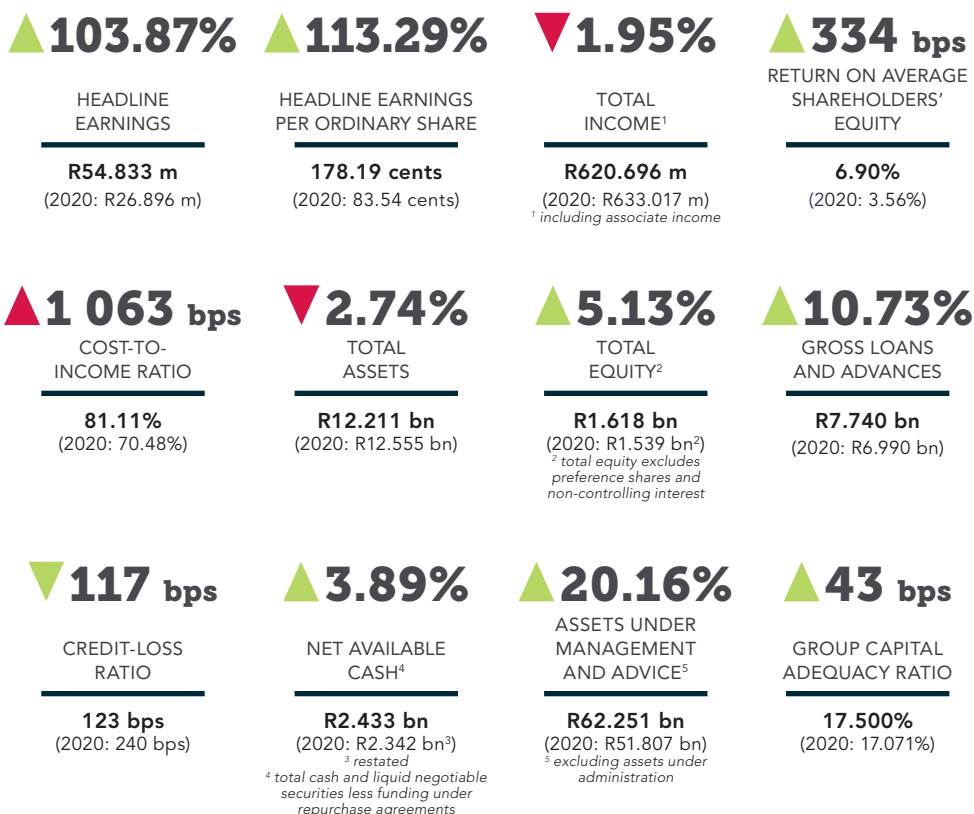 103.87%
HEADLINE
EARNINGS
R54.833 m
(2020: R26.896 m)
113.29%
HEADLINE EARNINGS
PER ORDINARY SHARE
178.19 cents
(2020: 83.54 cents)
1.95%
TOTAL
INCOME¹
R620.696 m
(2020: R633.017 m)
¹ including associate income
334 bps
RETURN ON AVERAGE
SHAREHOLDERS'
EQUITY
6.90%
(2020: 3.56%)
1 063 bps
COST-TO-
INCOME RATIO
81.11%
(2020: 70.48%)
2.74%
TOTAL
ASSETS
R12.211 bn
(2020: R12.555 bn)
5.13%
TOTAL
EQUITY²
R1.618 bn
(2020: R1.539 bn²)
² total equity excludes
preference shares and
non-controlling interest
10.73%
GROSS LOANS
AND ADVANCES
R7.740 bn
(2020: R6.990 bn)
117 bps
CREDIT-LOSS
RATIO
123 bps
(2020: 240 bps)
3.89%
NET AVAILABLE
CASH⁴
R2.433 bn
(2020: R2.342 bn³)
³ restated
⁴ total cash and liquid negotiable
securities less funding under
repurchase agreements
20.16%
ASSETS UNDER
MANAGEMENT
AND ADVICE⁵
R62.251 bn
(2020: R51.807 bn)
⁵ excluding assets under
administration
43 bps
GROUP CAPITAL
ADEQUACY RATIO
17.500%
(2020: 17.071%)